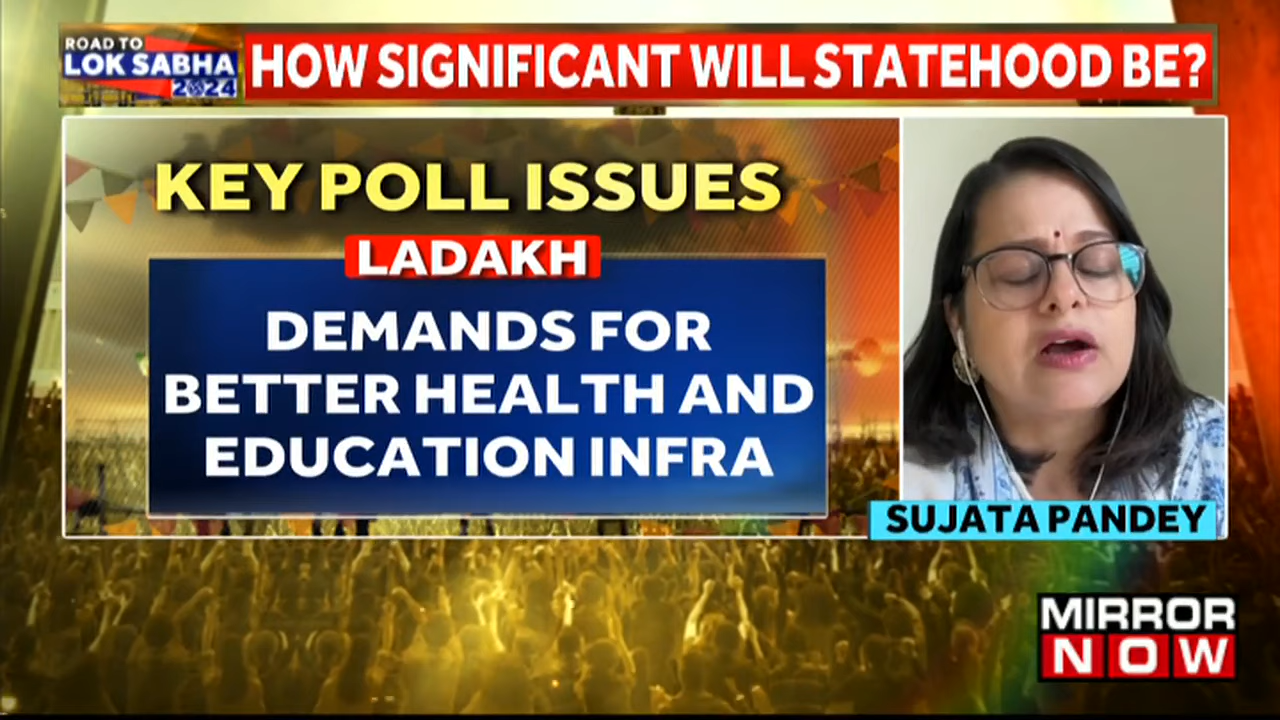 ROAD TO
LOK SABHA
2024
HOW SIGNIFICANT WILL STATEHOOD BE?
KEY POLL ISSUES
LADAKH
DEMANDS FOR
BETTER HEALTH AND
EDUCATION INFRA
SUJATA PANDEY
MIRROR
NOW